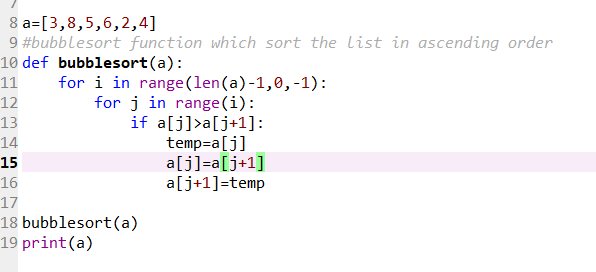 7
8 a=[3,8,5,6,2,4]
9 #bubblesort function which sort the list in ascending order
10 def bubblesort(a):
11     for i in range(len(a)-1,0,-1):
12         for j in range(i):
13             if a[j]>a[j+1]:
14                 temp=a[j]
15                 a[j]=a[j+1]
16                 a[j+1]=temp
17
18 bubblesort(a)
19 print(a)